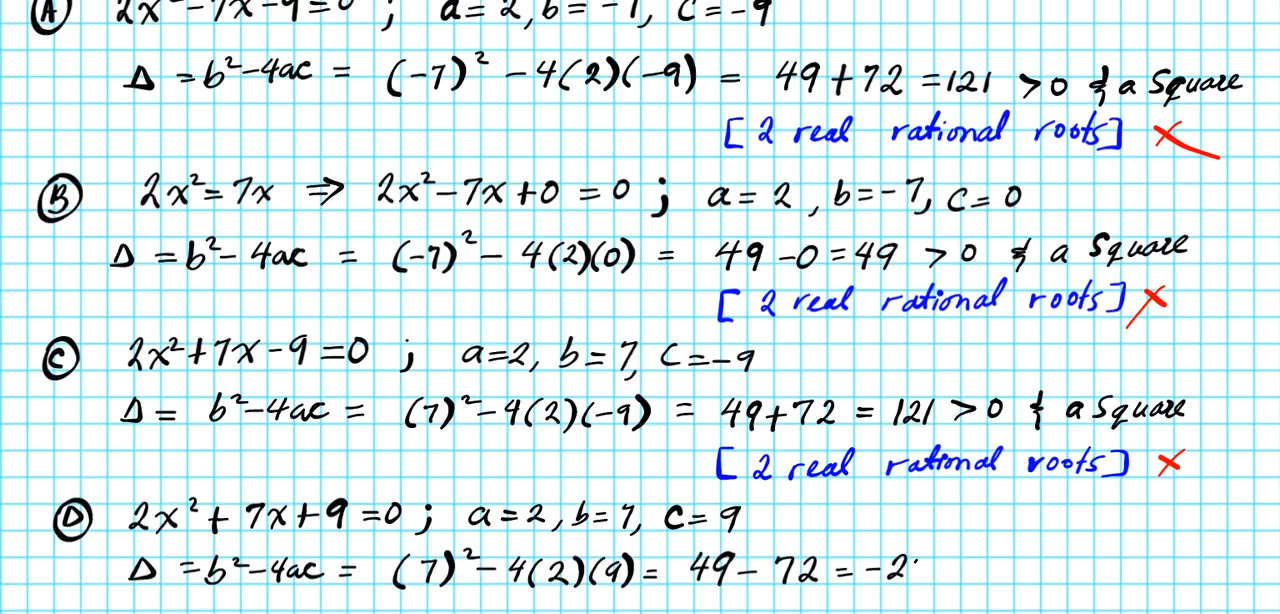 Ⓐ 2x²-7x-9=0 ; a=2, b=-7, c=-9
Δ = b²-4ac = (-7)² - 4(2)(-9) = 49+72 = 121 >0 & a square
[ 2 real rational roots] ×
Ⓑ 2x²=7x ⇒ 2x²-7x+0=0 ; a=2, b=-7, c=0
Δ = b²-4ac = (-7)² - 4(2)(0) = 49-0=49 >0 & a square
[ 2 real rational roots] ×
Ⓒ 2x²+7x-9=0 ; a=2, b=7, c=-9
Δ = b²-4ac = (7)²-4(2)(-9) = 49+72 = 121 >0 & a square
[ 2 real rational roots] ×
Ⓓ 2x²+7x+9=0 ; a=2, b=7, c=9
Δ = b²-4ac = (7)²-4(2)(9) = 49-72 = -2